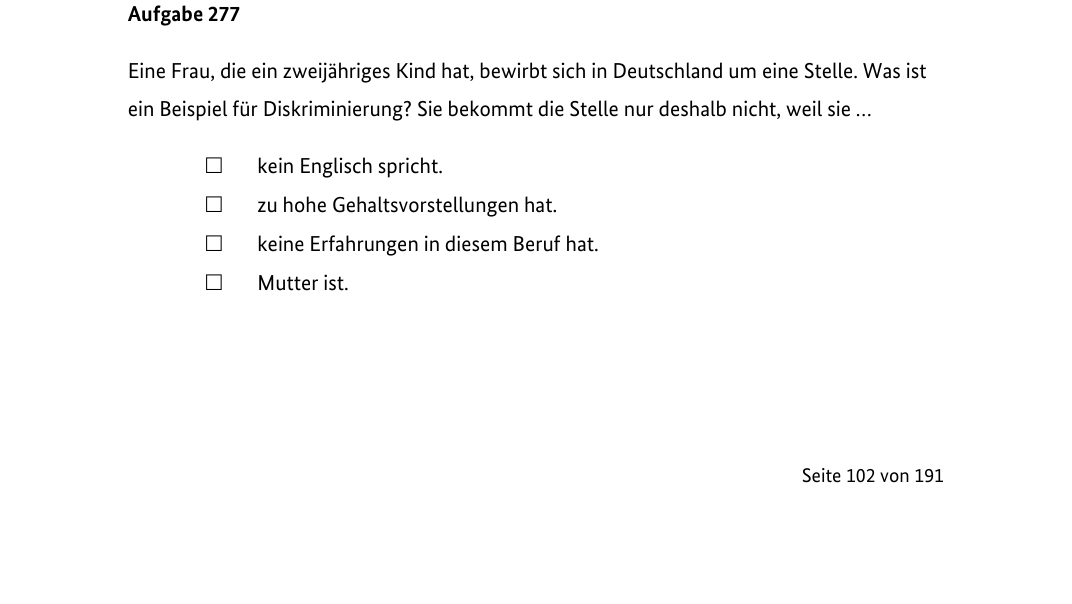 Aufgabe 277
Eine Frau, die ein zweijähriges Kind hat, bewirbt sich in Deutschland um eine Stelle. Was ist
ein Beispiel für Diskriminierung? Sie bekommt die Stelle nur deshalb nicht, weil sie …
☐ kein Englisch spricht.
☐ zu hohe Gehaltsvorstellungen hat.
☐ keine Erfahrungen in diesem Beruf hat.
☐ Mutter ist.
Seite 102 von 191